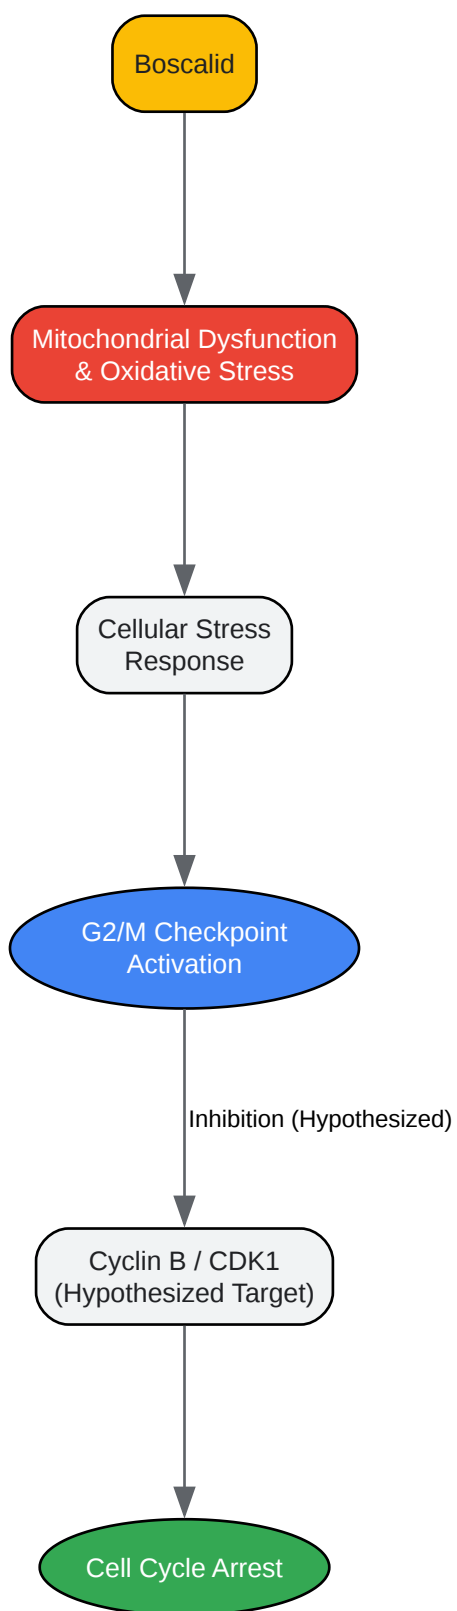 Boscalid
Mitochondrial Dysfunction
& Oxidative Stress
Cellular Stress
Response
G2/M Checkpoint
Activation
Inhibition (Hypothesized)
Cyclin B / CDK1
(Hypothesized Target)
Cell Cycle Arrest